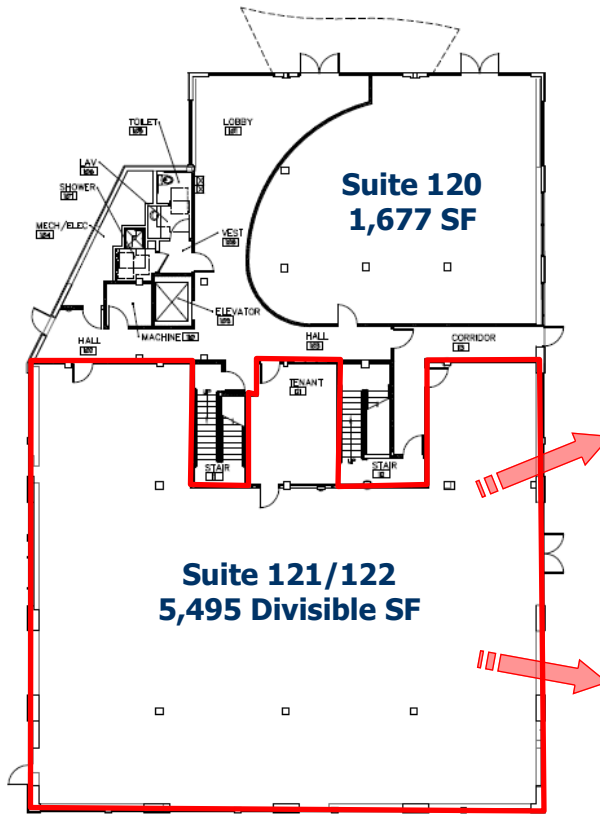 TOILET
LOBBY
LAV
SHOWER
Suite 120
1,677 SF
MECH/ELEC
VEST
ELEVATOR
MACHINE
HALL
HALL
CORRIDOR
TENANT
UP
STAIR
STAIR
Suite 121/122
5,495 Divisible SF